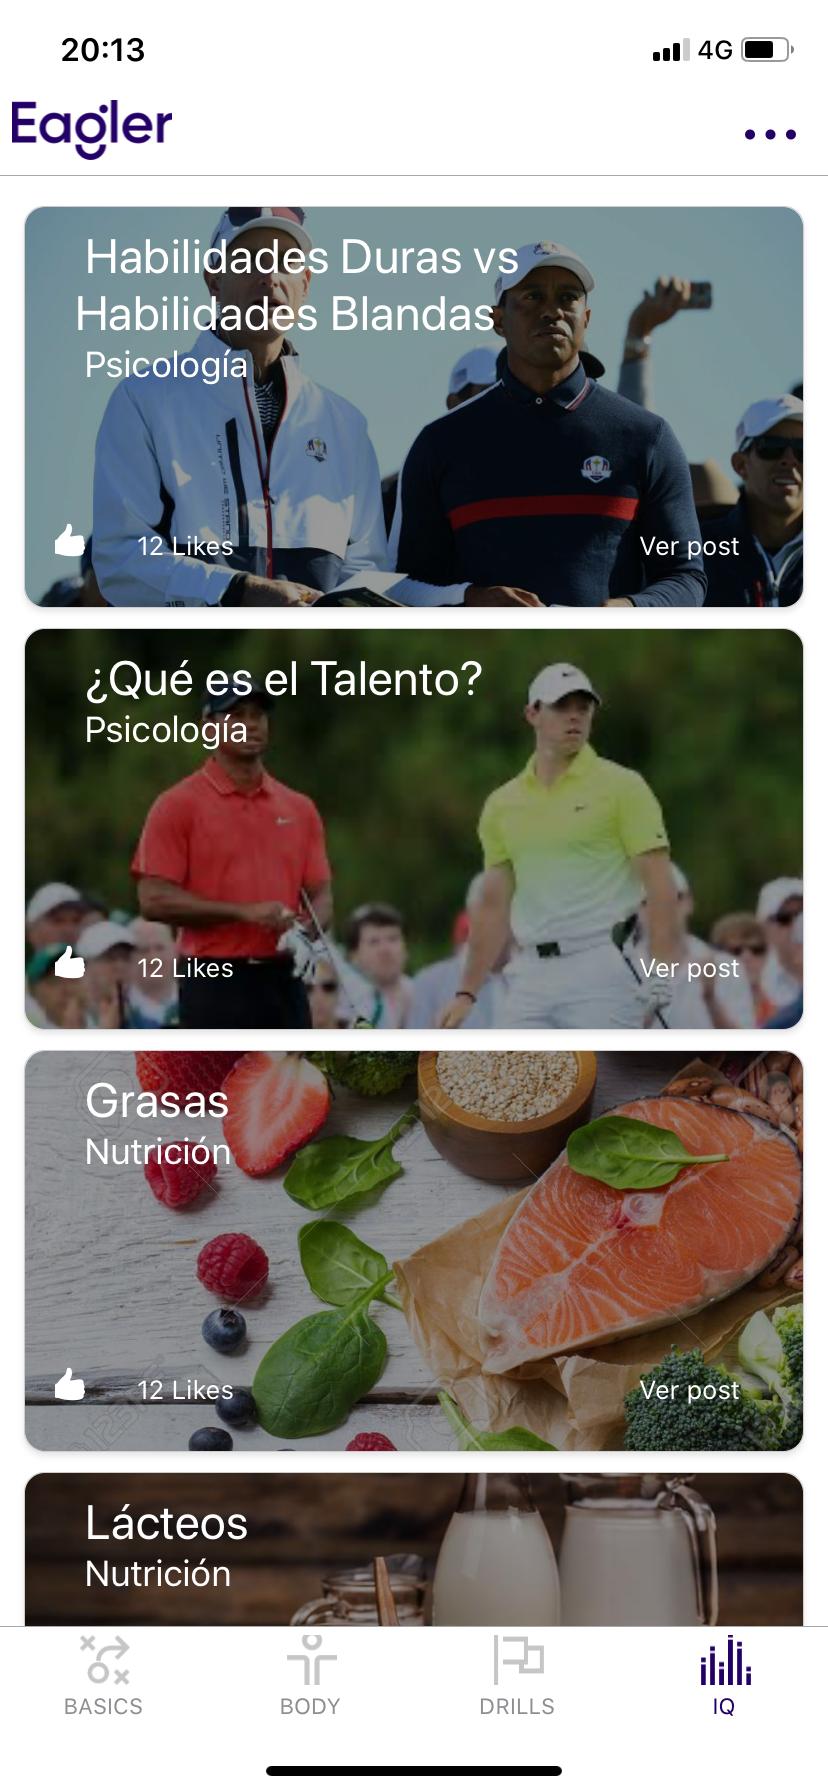 20:13
4G
Eagler
Habilidades Duras vs
Habilidades Blandas
Psicología
12 Likes
Ver post
¿Qué es el Talento?
Psicología
12 Likes
Ver post
Grasas
Nutrición
12 Likes
Ver post
Lácteos
Nutrición
BASICS
BODY
DRILLS
IQ